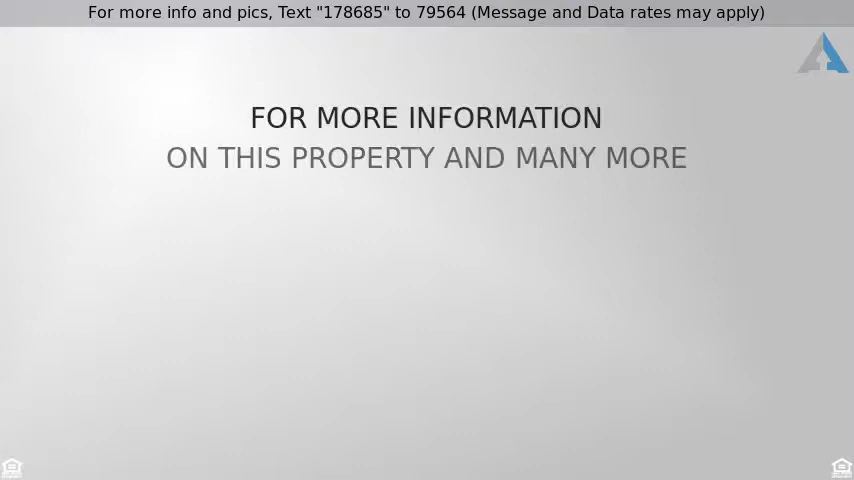 For more info and pics, Text "178685" to 79564 (Message and Data rates may apply)
FOR MORE INFORMATION
ON THIS PROPERTY AND MANY MORE